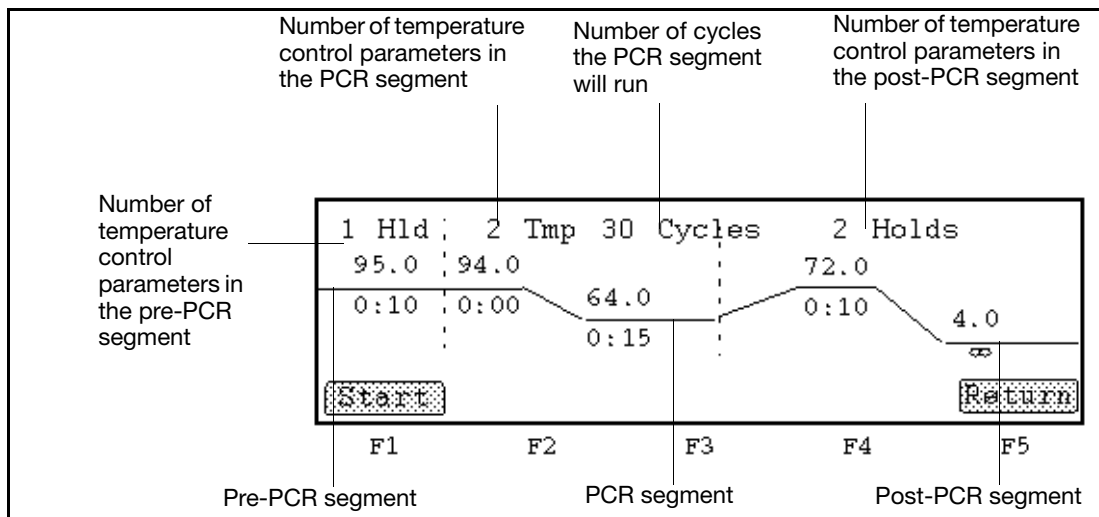 Number of temperature
control parameters in
the PCR segment
Number of cycles
the PCR segment
will run
Number of temperature
control parameters in
the post-PCR segment
Number of
temperature
control
parameters in
the pre-PCR
segment
1 Hld 2 Tmp 30 Cycles 2 Holds
95.0 94.0 72.0
0:10 0:00 64.0 0:10 4.0
0:15 ∞
Start Return
F1 F2 F3 F4 F5
Pre-PCR segment PCR segment Post-PCR segment